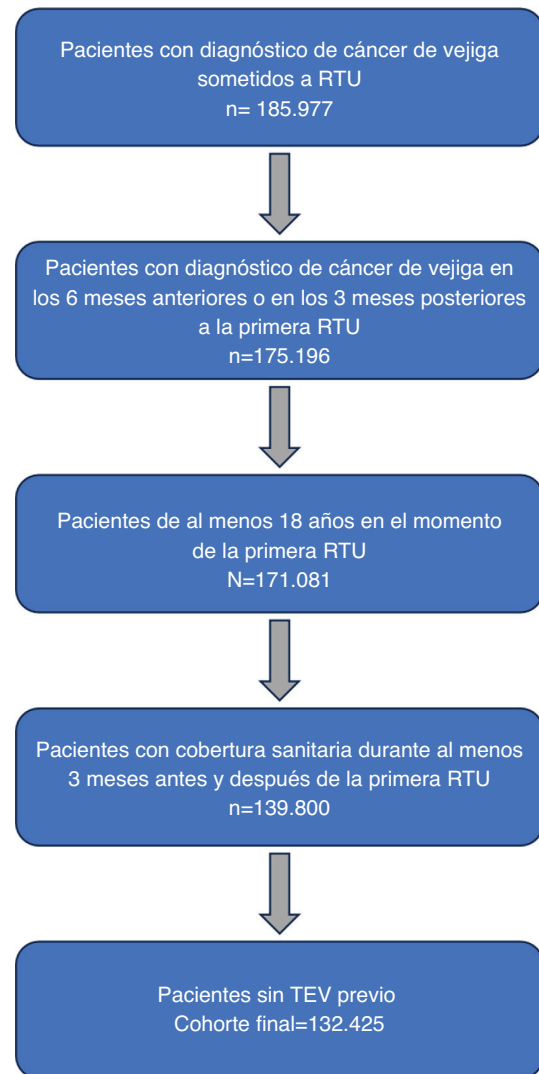 Pacientes con diagnóstico de cáncer de vejiga
sometidos a RTU
n= 185.977
Pacientes con diagnóstico de cáncer de vejiga en
los 6 meses anteriores o en los 3 meses posteriores
a la primera RTU
n=175.196
Pacientes de al menos 18 años en el momento
de la primera RTU
N=171.081
Pacientes con cobertura sanitaria durante al menos
3 meses antes y después de la primera RTU
n=139.800
Pacientes sin TEV previo
Cohorte final=132.425